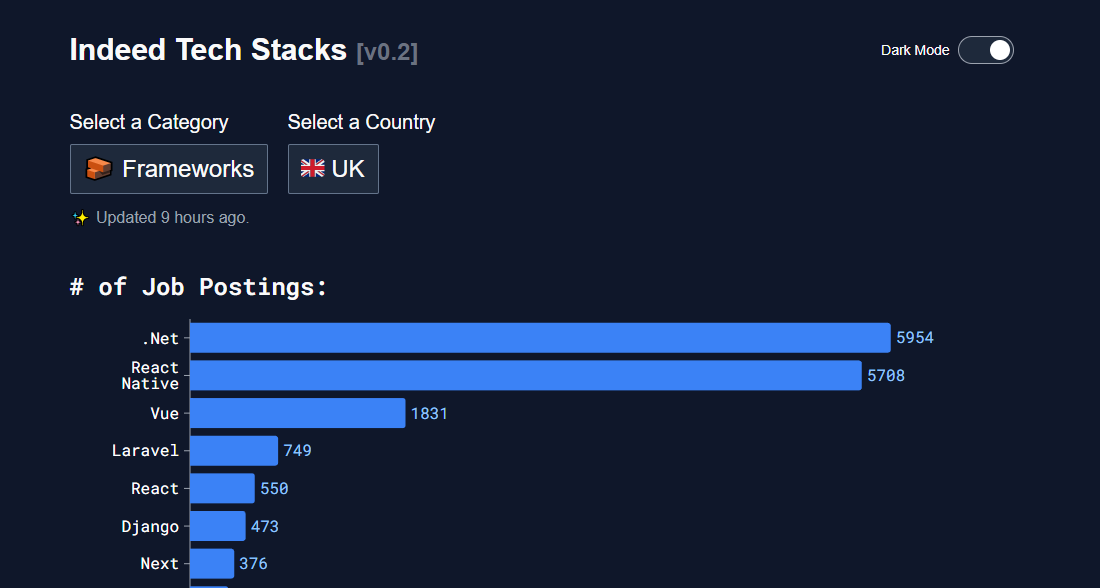 Indeed Tech Stacks [v0.2]
Dark Mode
Select a Category
Select a Country
Frameworks
UK
Updated 9 hours ago.
# of Job Postings:
.Net 5954
React
Native 5708
Vue 1831
Laravel 749
React 550
Django 473
Next 376